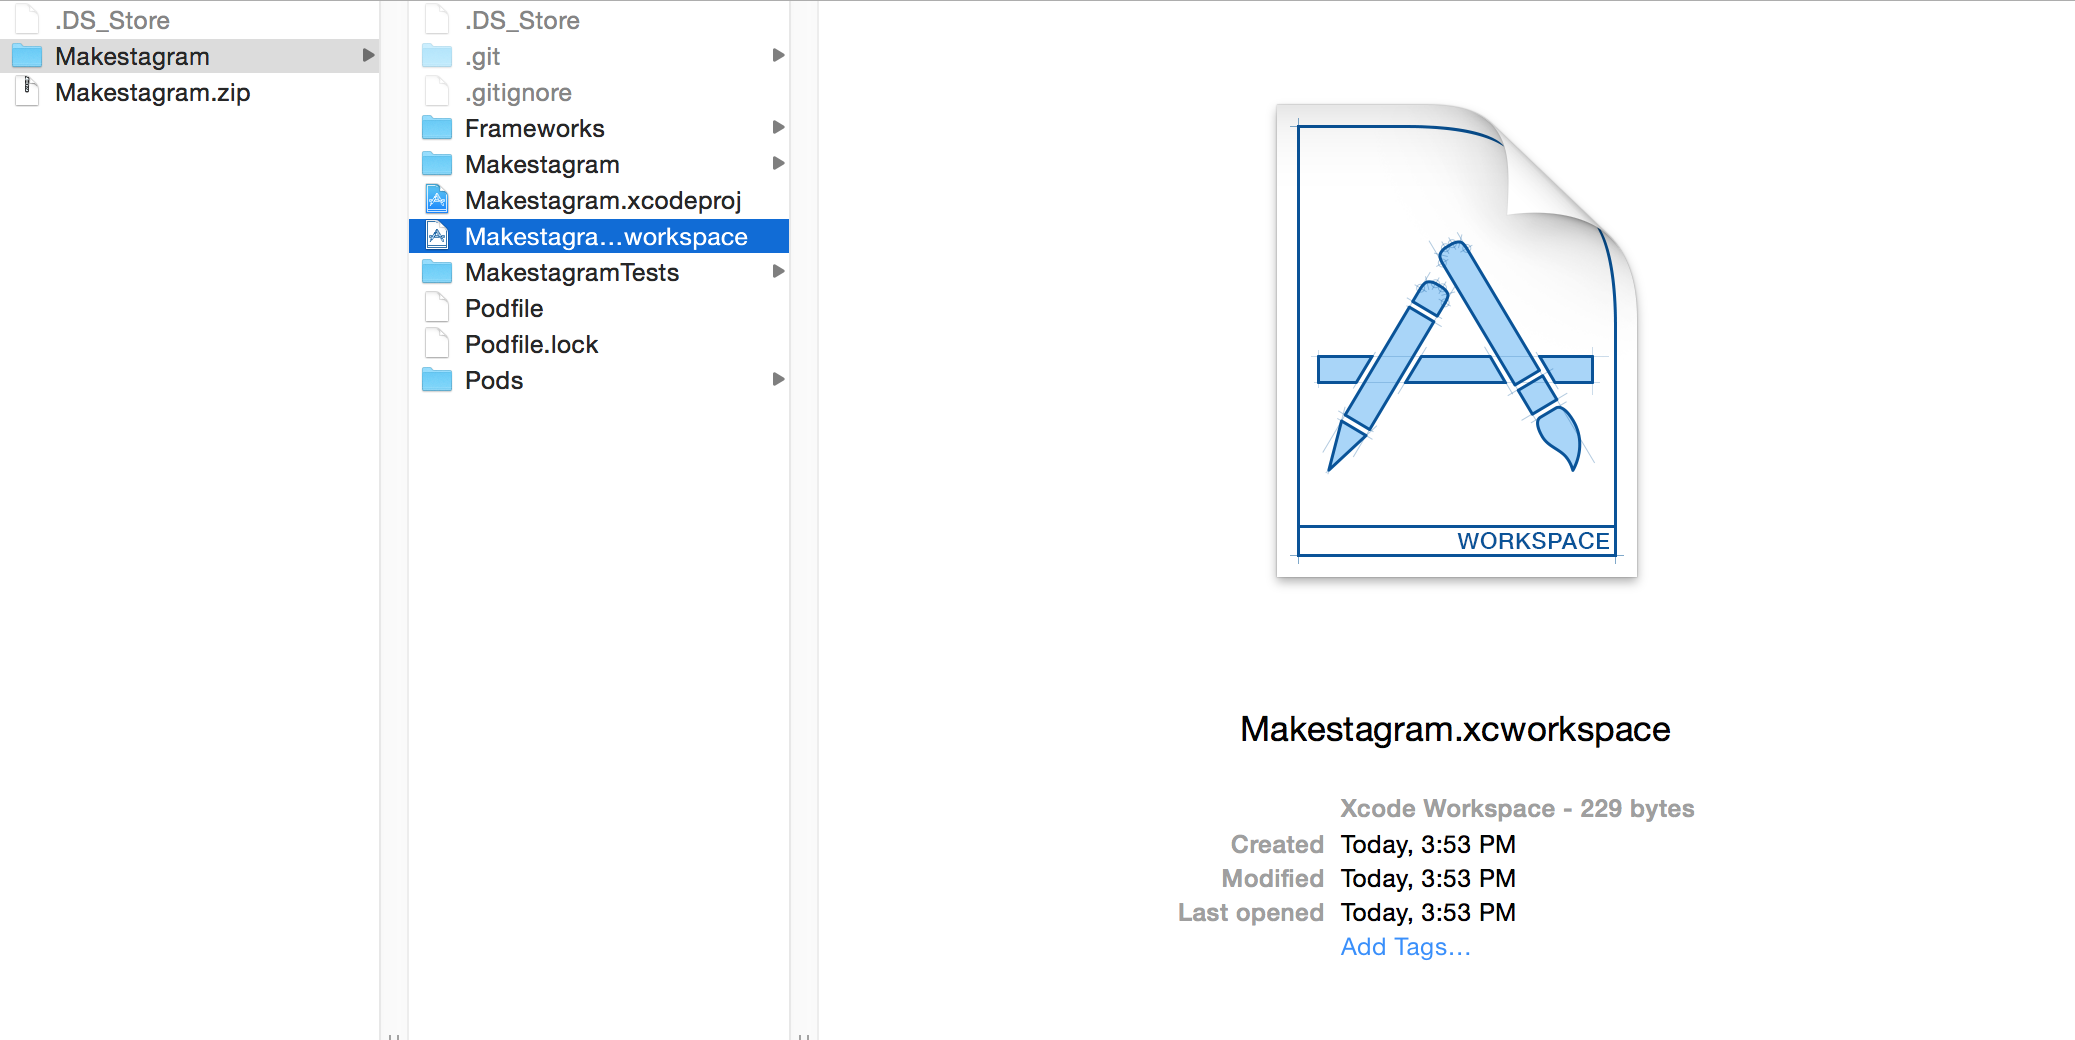 .DS_Store
Makestagram
Makestagram.zip
.DS_Store
.git
.gitignore
Frameworks
Makestagram
Makestagram.xcodeproj
Makestagra...workspace
MakestagramTests
Podfile
Podfile.lock
Pods
WORKSPACE
Makestagram.xcworkspace
Xcode Workspace - 229 bytes
Created Today, 3:53 PM
Modified Today, 3:53 PM
Last opened Today, 3:53 PM
Add Tags...